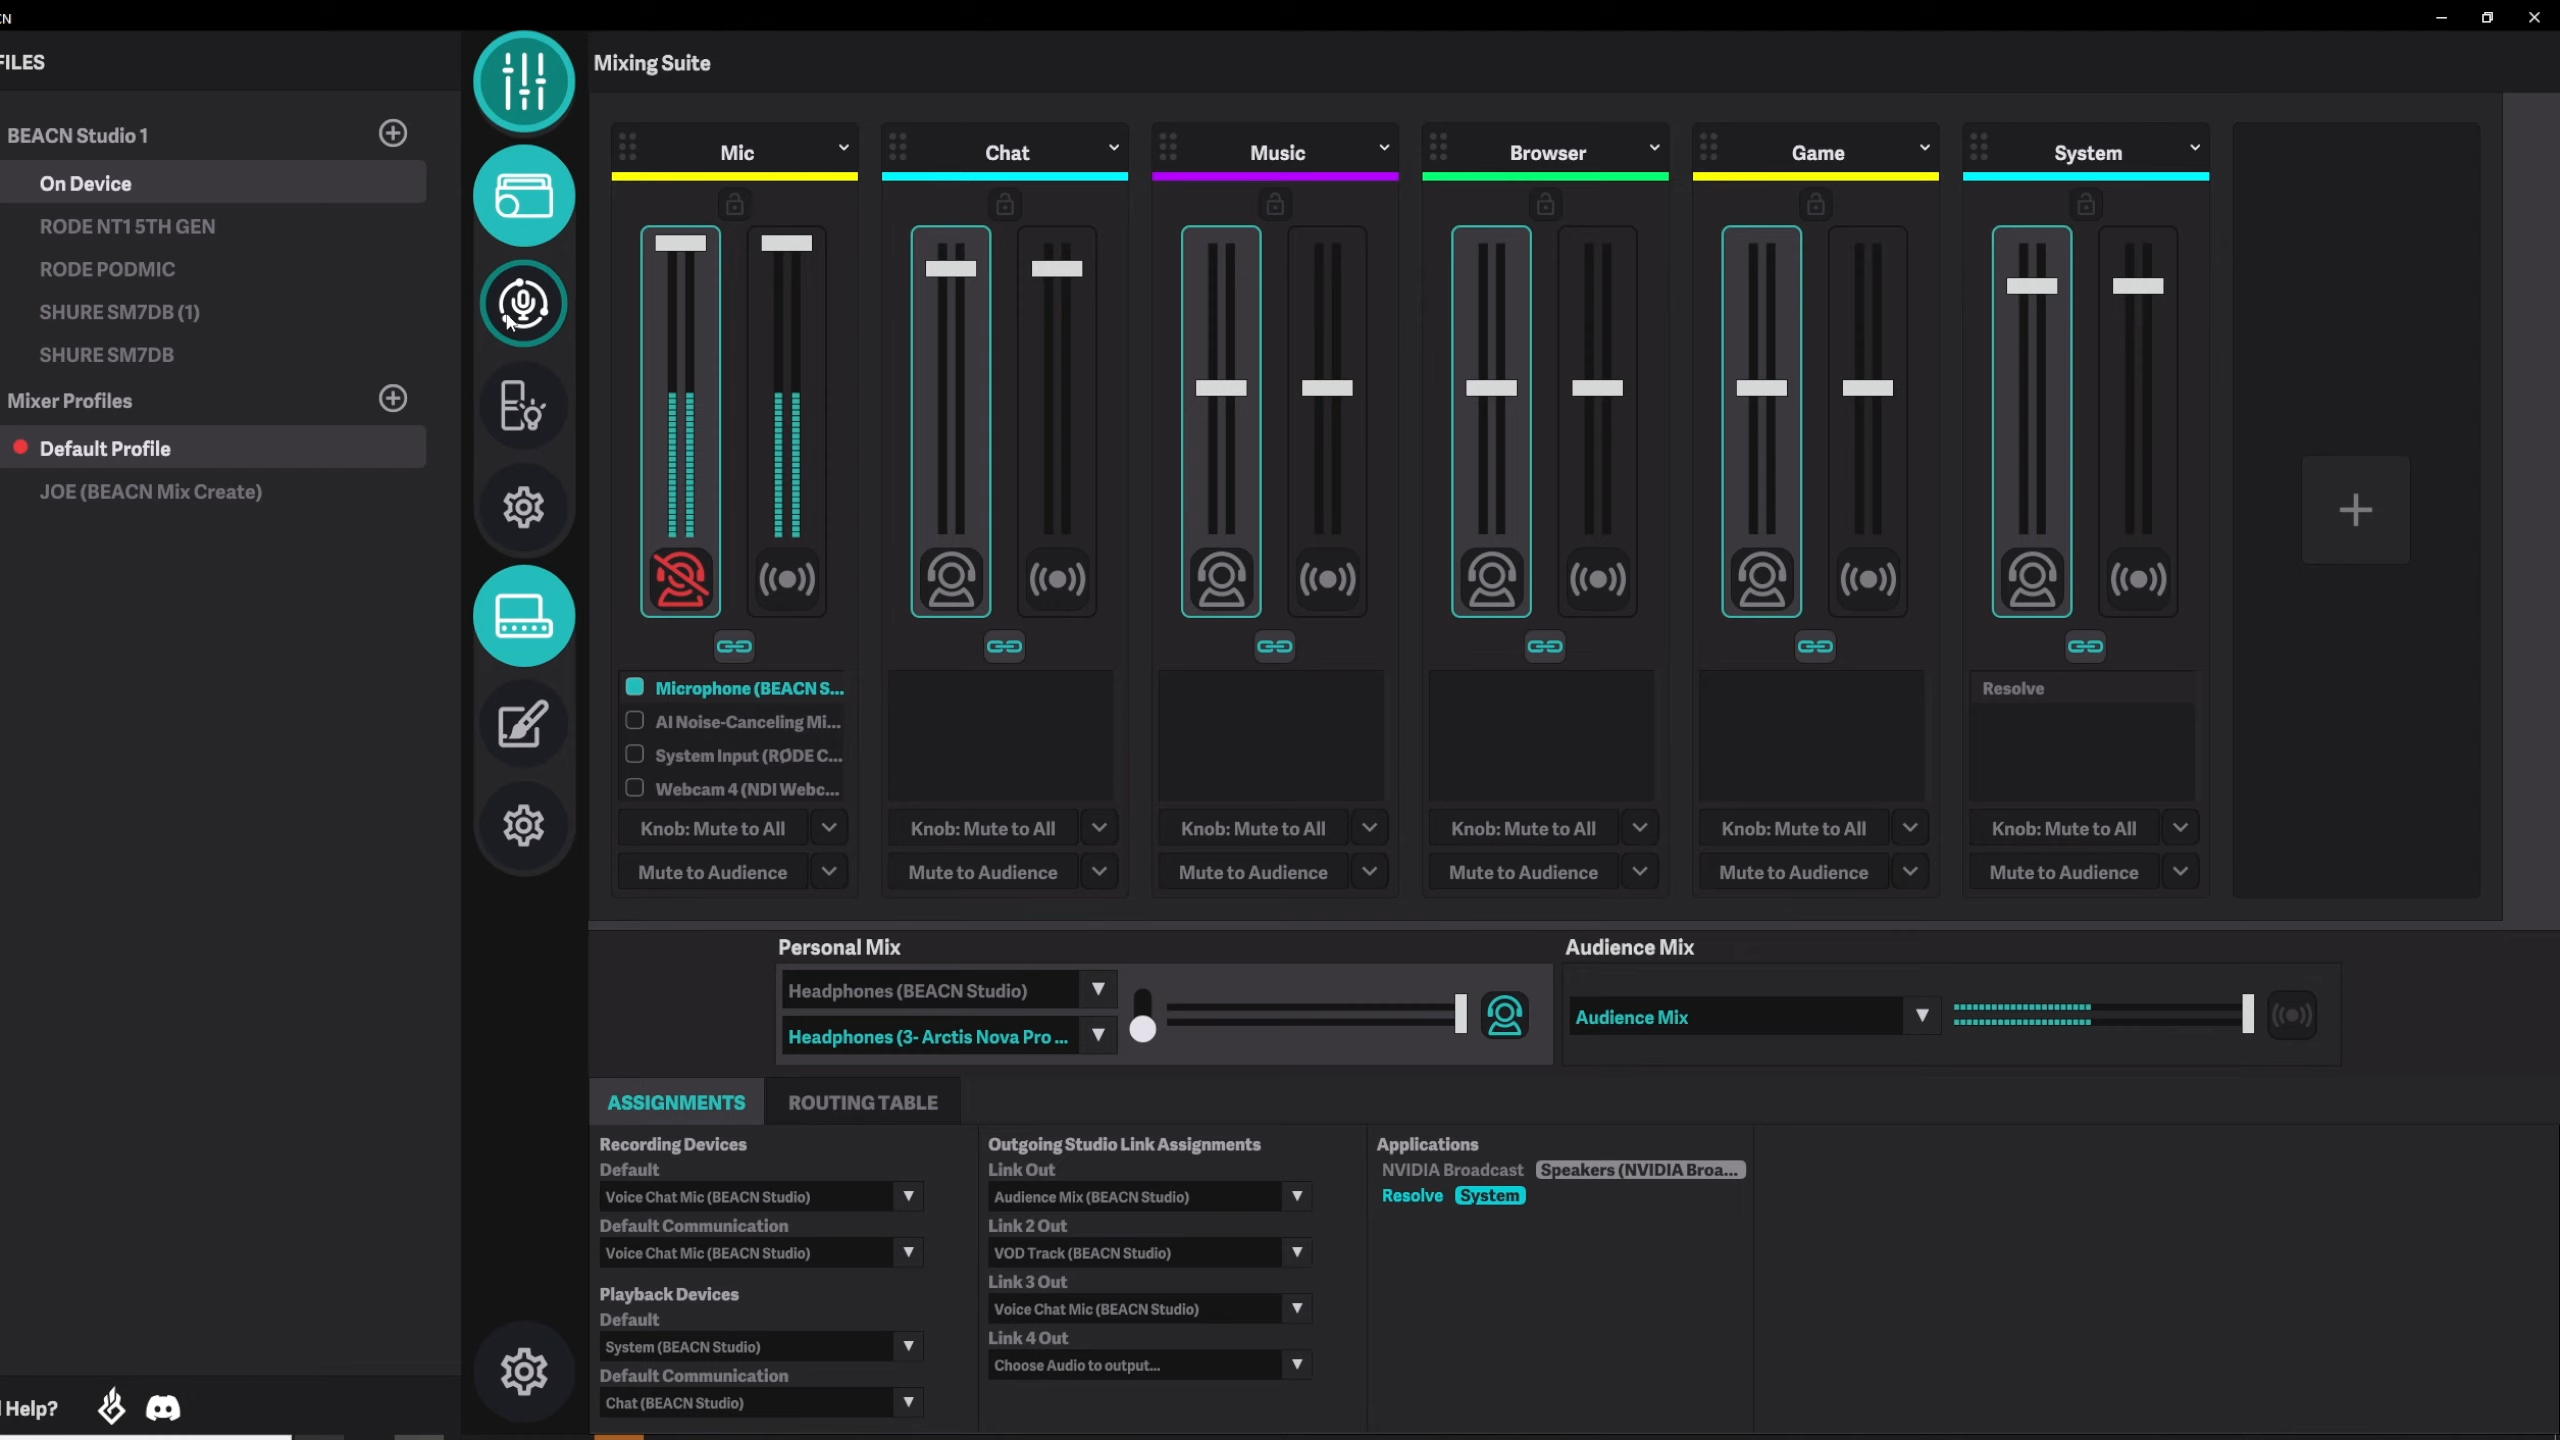 CN
FILES
Mixing Suite
BEACN Studio 1
On Device
RODE NT1 5TH GEN
RODE PODMIC
SHURE SM7DB (1)
SHURE SM7DB
Mixer Profiles
Default Profile
JOE (BEACN Mix Create)
Mic
Chat
Music
Browser
Game
System
Microphone (BEACN S...
AI Noise-Canceling Mi...
System Input (RØDE C...
Webcam 4 (NDI Webc...
Resolve
Knob: Mute to All
Knob: Mute to All
Knob: Mute to All
Knob: Mute to All
Knob: Mute to All
Knob: Mute to All
Mute to Audience
Mute to Audience
Mute to Audience
Mute to Audience
Mute to Audience
Mute to Audience
Personal Mix
Headphones (BEACN Studio)
Headphones (3- Arctis Nova Pro ...
Audience Mix
Audience Mix
ASSIGNMENTS
ROUTING TABLE
Recording Devices
Default
Voice Chat Mic (BEACN Studio)
Default Communication
Voice Chat Mic (BEACN Studio)
Playback Devices
Default
System (BEACN Studio)
Default Communication
Chat (BEACN Studio)
Outgoing Studio Link Assignments
Link Out
Audience Mix (BEACN Studio)
Link 2 Out
VOD Track (BEACN Studio)
Link 3 Out
Voice Chat Mic (BEACN Studio)
Link 4 Out
Choose Audio to output...
Applications
NVIDIA Broadcast Speakers (NVIDIA Broa...
Resolve System
Help?